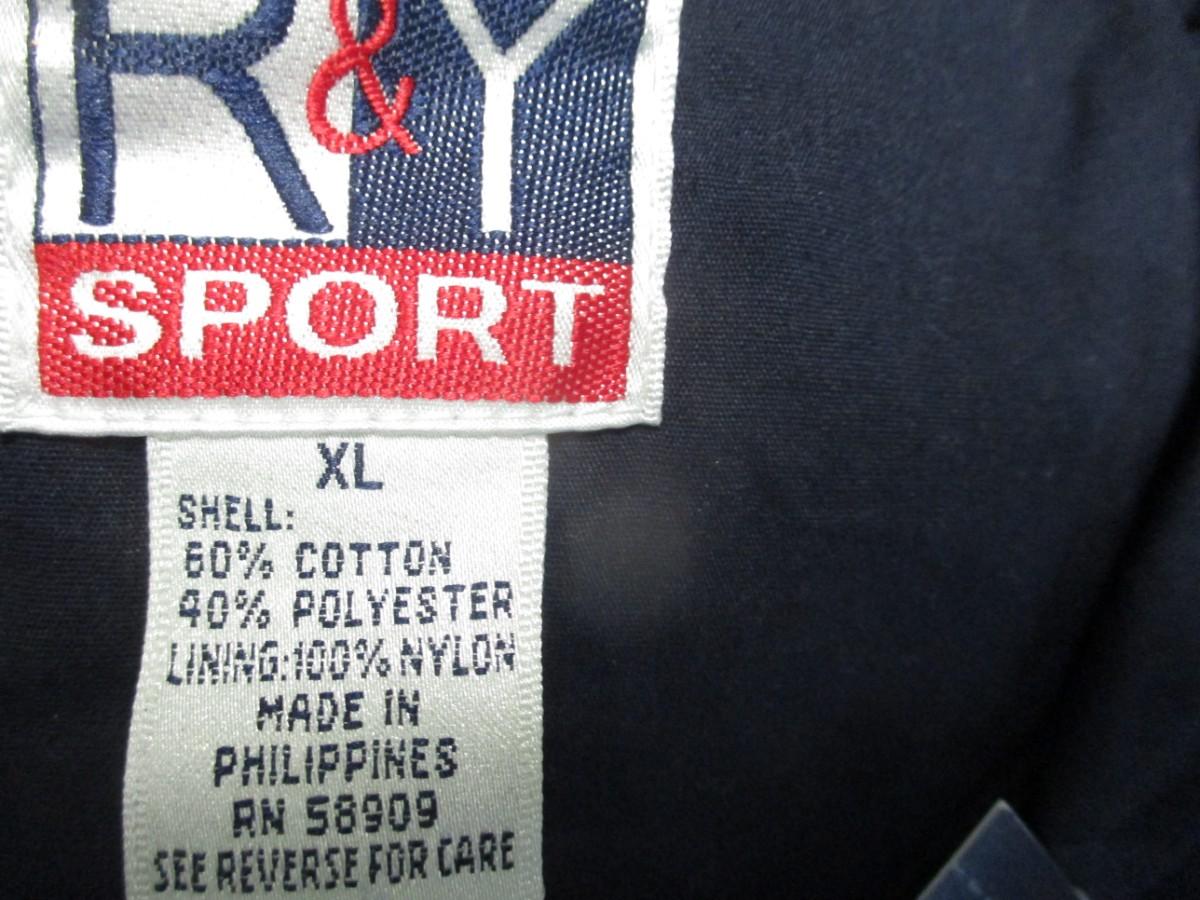 R&Y
SPORT
XL
SHELL:
60% COTTON
40% POLYESTER
LINING:100% NYLON
MADE IN
PHILIPPINES
RN 58909
SEE REVERSE FOR CARE